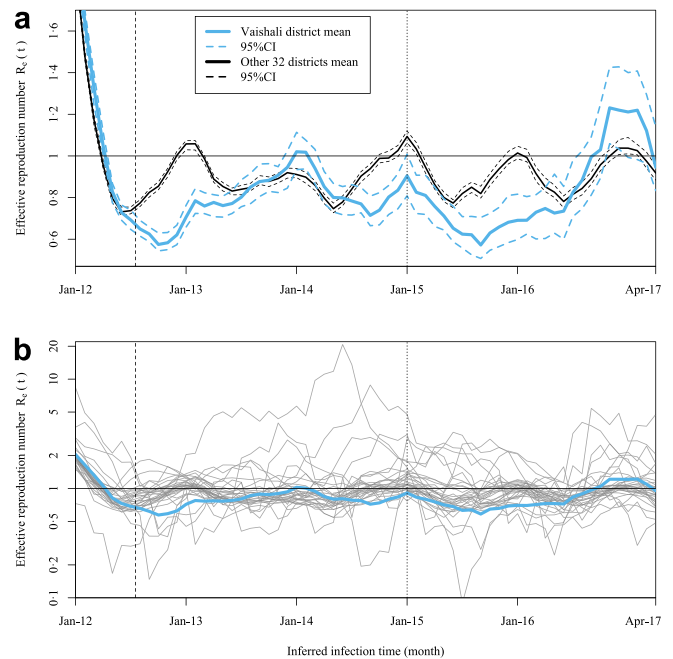 a
Effective reproduction number Re ( t )
1·6
1·4
1·2
1
0·8
0·6
Vaishali district mean
95%CI
Other 32 districts mean
95%CI
Jan-12
Jan-13
Jan-14
Jan-15
Jan-16
Apr-17
b
Effective reproduction number Re ( t )
20
10
5
2
1
0·5
0·2
0·1
Jan-12
Jan-13
Jan-14
Jan-15
Jan-16
Apr-17
Inferred infection time (month)